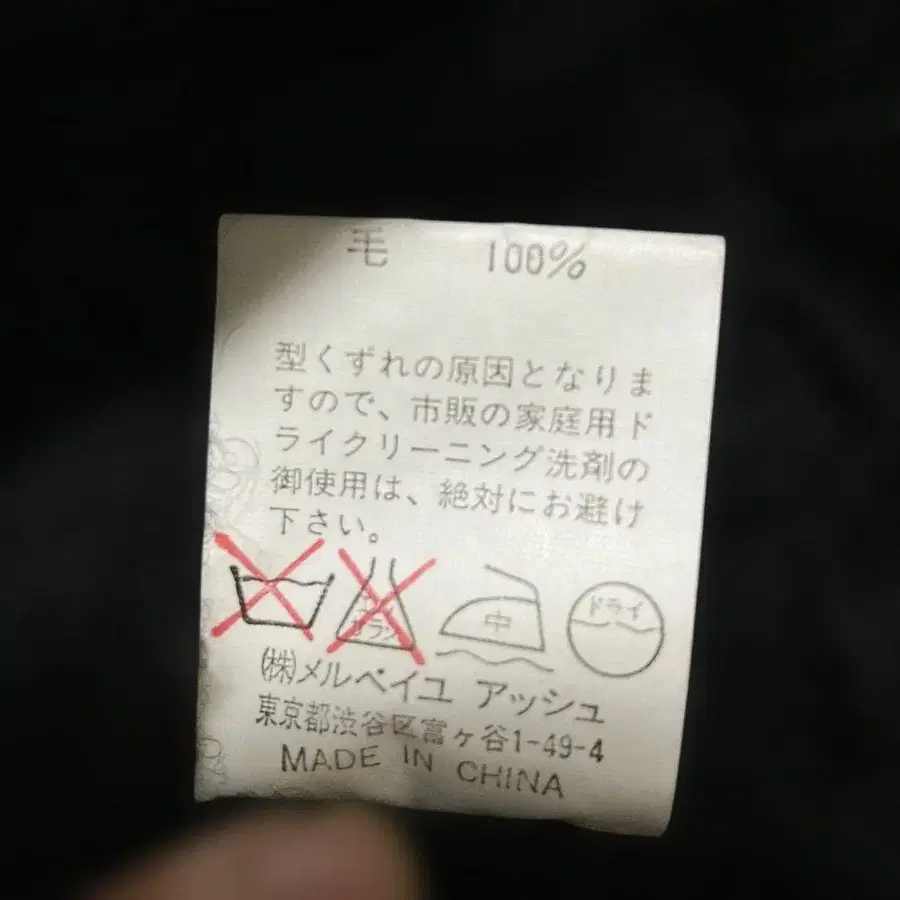 毛 100%
型くずれの原因となりま
すので、市販の家庭用ド
ライクリーニング洗剤の
御使用は、絶対にお避け
下さい。
中 ドライ
㈱メルベイユ アッシュ
東京都渋谷区富ヶ谷1-49-4
MADE IN CHINA